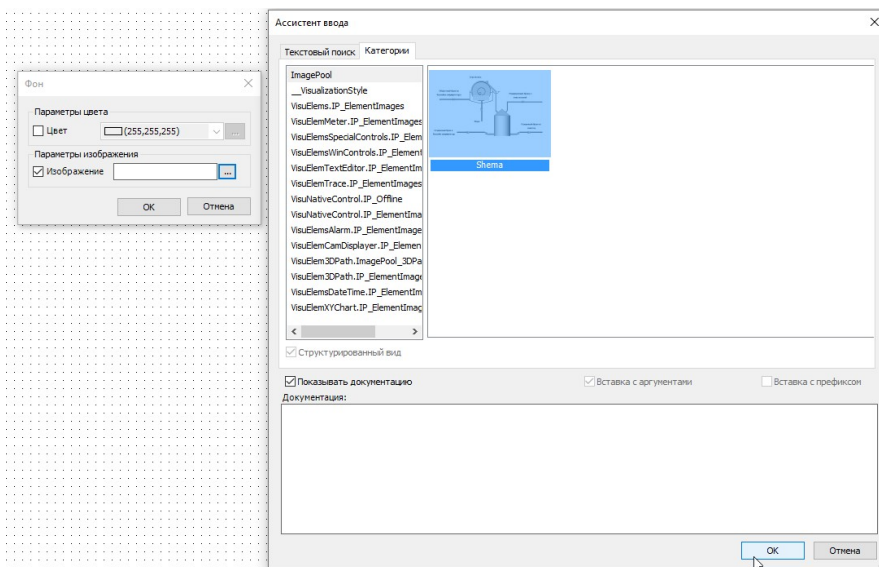 Фон
Параметры цвета
Цвет
(255,255,255)
...
Параметры изображения
Изображение
...
OK
Отмена
Ассистент ввода
Текстовый поиск
Категории
ImagePool
__VisualizationStyle
VisuElems.IP_ElementImages
VisuElemMeter.IP_ElementImages
VisuElemsSpecialControls.IP_Elem
VisuElemsWinControls.IP_Element
VisuElemTextEditor.IP_ElementIm
VisuElemTrace.IP_ElementImages
VisuNativeControl.IP_Offline
VisuNativeControl.IP_ElementIma
VisuElemsAlarm.IP_ElementImage
VisuElemCamDisplayer.IP_Elemen
VisuElem3DPath.ImagePool_3DPa
VisuElem3DPath.IP_ElementImage
VisuElemsDateTime.IP_ElementIm
VisuElemXYChart.IP_ElementImag
Shema
Структурированный вид
Показывать документацию
Вставка с аргументами
Вставка с префиксом
Документация:
OK
Отмена